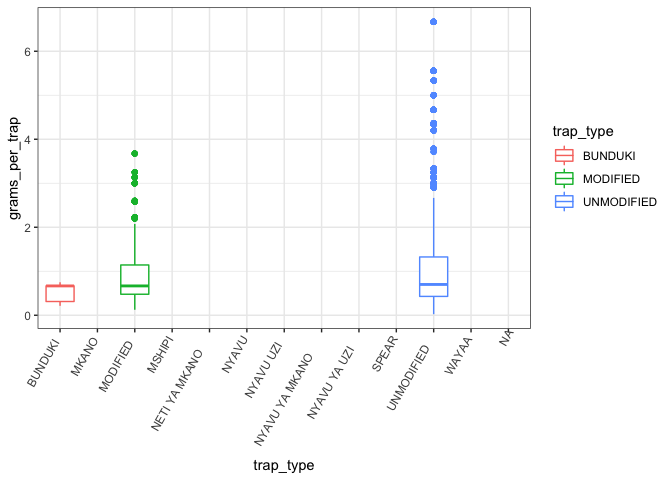 6
4
2
0
grams_per_trap
BUNDUKI
MKANO
MODIFIED
MSHIPI
NETI YA MKANO
NYAVU
NYAVU UZI
NYAVU YA MKANO
NYAVU YA UZI
SPEAR
UNMODIFIED
WAYAA
NA
trap_type
trap_type
BUNDUKI
MODIFIED
UNMODIFIED